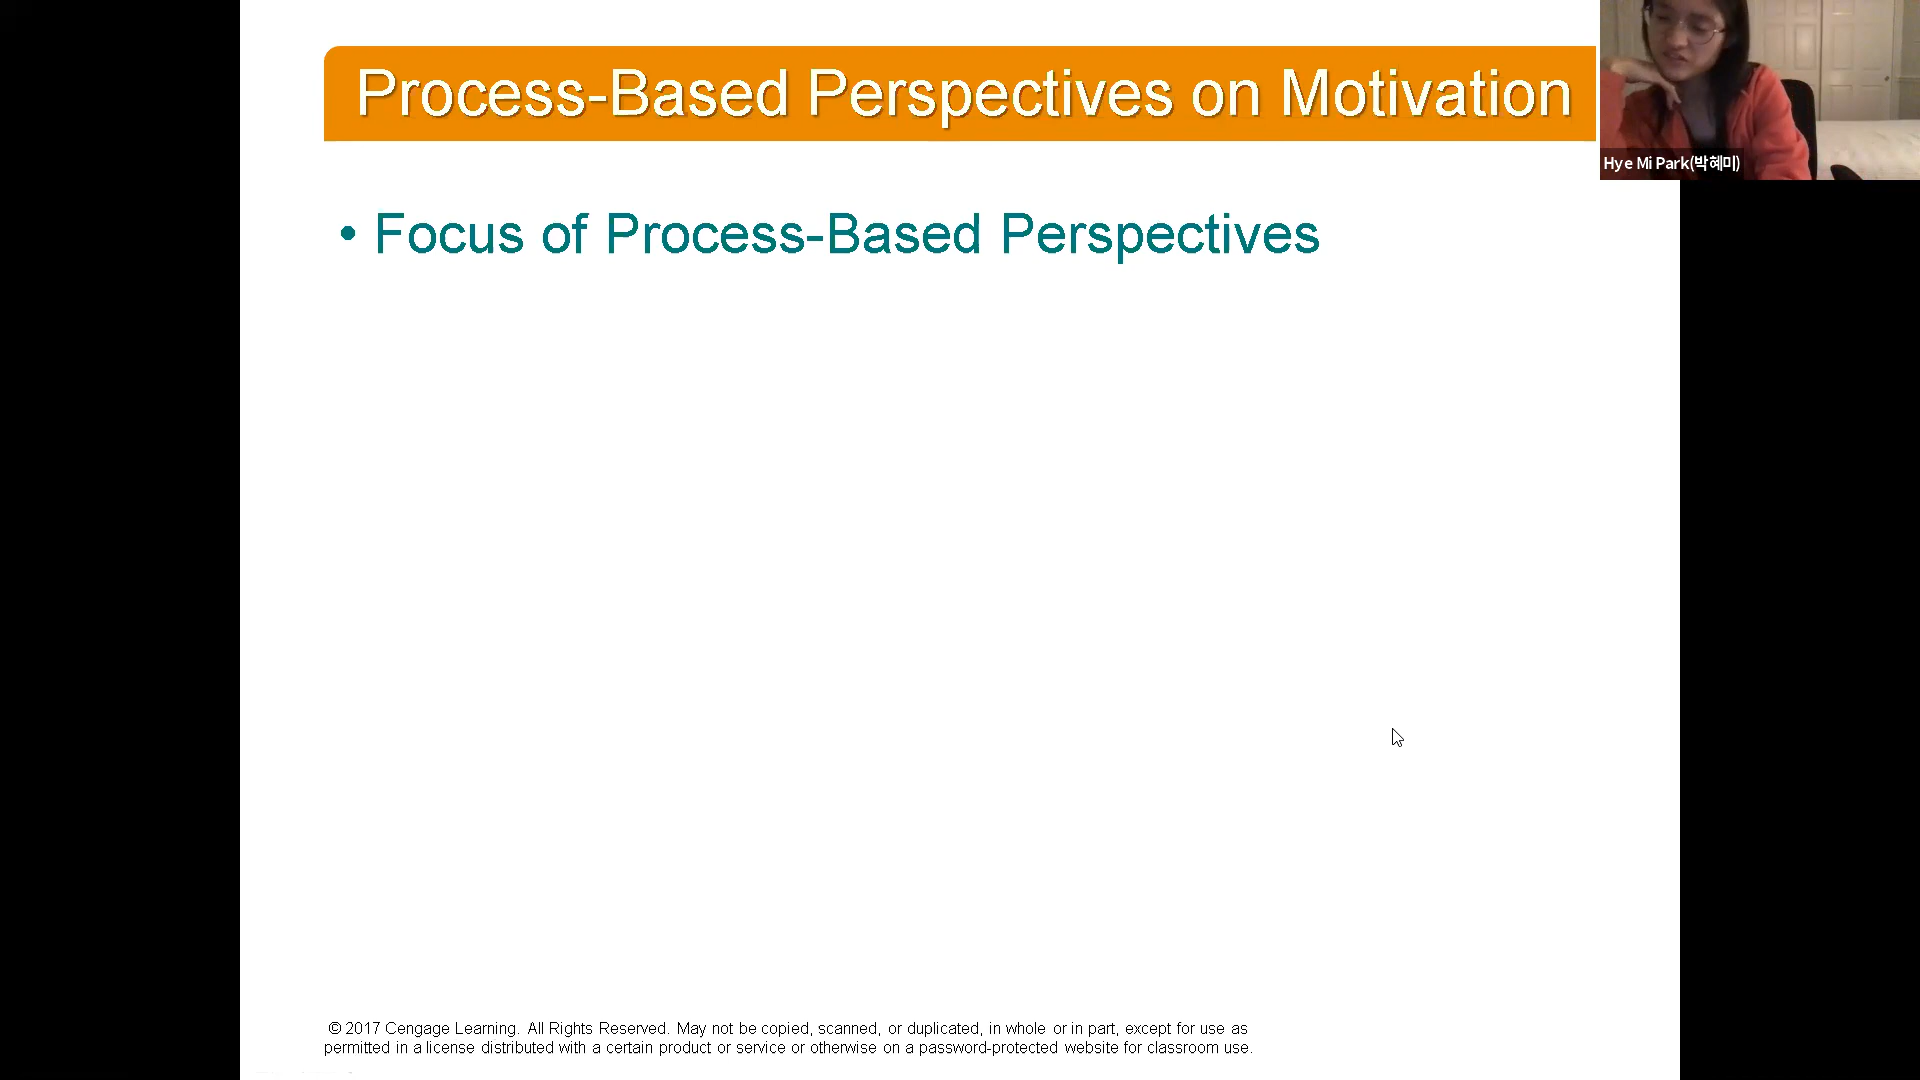 Process-Based Perspectives on Motivation
Hye Mi Park(박혜미)
• Focus of Process-Based Perspectives
© 2017 Cengage Learning. All Rights Reserved. May not be copied, scanned, or duplicated, in whole or in part, except for use as
permitted in a license distributed with a certain product or service or otherwise on a password-protected website for classroom use.